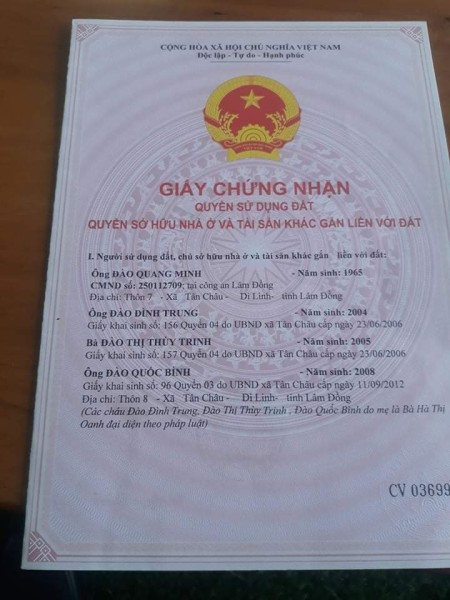 CỘNG HÒA XÃ HỘI CHỦ NGHĨA VIỆT NAM
Độc lập - Tự do - Hạnh phúc
GIẤY CHỨNG NHẬN
QUYỀN SỬ DỤNG ĐẤT
QUYỀN SỞ HỮU NHÀ Ở VÀ TÀI SẢN KHÁC GẮN LIỀN VỚI ĐẤT
I. Người sử dụng đất, chủ sở hữu nhà ở và tài sản khác gắn liền với đất:
Ông ĐÀO QUANG MINH - Năm sinh: 1965
CMND số: 250112709; tại công an Lâm Đồng
Địa chỉ: Thôn 7 - Xã Tân Châu - Di Linh- tỉnh Lâm Đồng
Ông ĐÀO ĐÌNH TRUNG - Năm sinh: 2004
Giấy khai sinh số: 156 Quyển 04 do UBND xã Tân Châu cấp ngày 23/06/2006
Bà ĐÀO THỊ THÙY TRINH - Năm sinh: 2005
Giấy khai sinh số: 157 Quyển 04 do UBND xã Tân Châu cấp ngày 23/06/2006
Ông ĐÀO QUỐC BÌNH - Năm sinh: 2008
Giấy khai sinh số: 96 Quyển 03 do UBND xã Tân Châu cấp ngày 11/09/2012
Địa chỉ: Thôn 8 - Xã Tân Châu - Di Linh- tỉnh Lâm Đồng
(Các cháu Đào Đình Trung, Đào Thị Thùy Trinh , Đào Quốc Bình do mẹ là Bà Hà Thị
Oanh đại diện theo pháp luật)
CV 03699